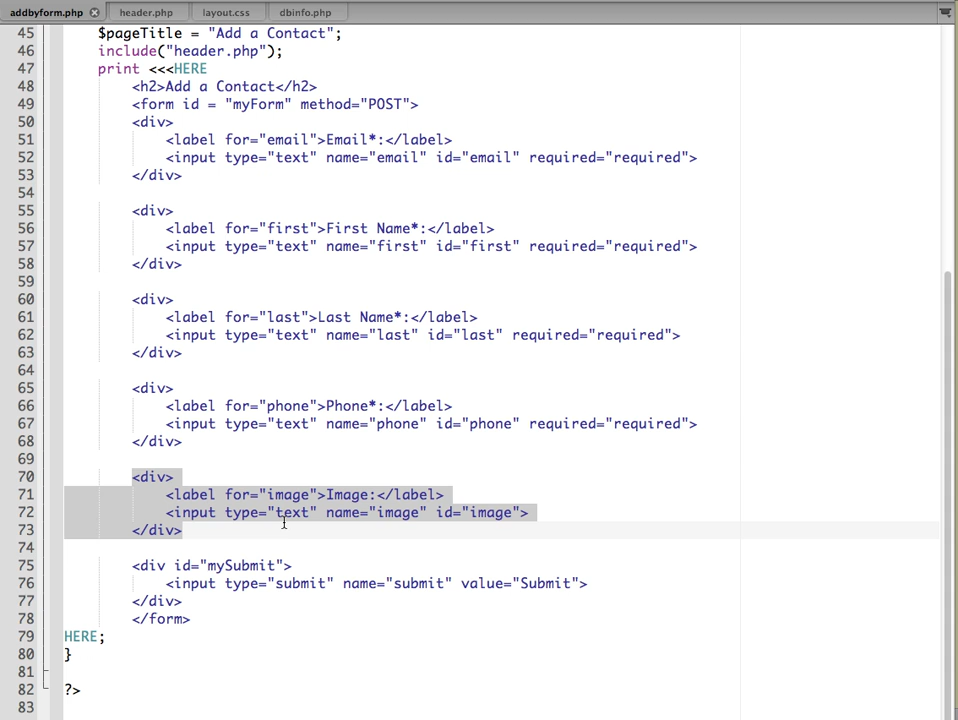 addbyform.php header.php layout.css dbinfo.php
45 $pageTitle = "Add a Contact";
46 include("header.php");
47 print <<<HERE
48 <h2>Add a Contact</h2>
49 <form id = "myForm" method="POST">
50 <div>
51 <label for="email">Email*:</label>
52 <input type="text" name="email" id="email" required="required">
53 </div>
54
55 <div>
56 <label for="first">First Name*:</label>
57 <input type="text" name="first" id="first" required="required">
58 </div>
59
60 <div>
61 <label for="last">Last Name*:</label>
62 <input type="text" name="last" id="last" required="required">
63 </div>
64
65 <div>
66 <label for="phone">Phone*:</label>
67 <input type="text" name="phone" id="phone" required="required">
68 </div>
69
70 <div>
71 <label for="image">Image:</label>
72 <input type="text" name="image" id="image">
73 </div>
74
75 <div id="mySubmit">
76 <input type="submit" name="submit" value="Submit">
77 </div>
78 </form>
79 HERE;
80 }
81
82 ?>
83